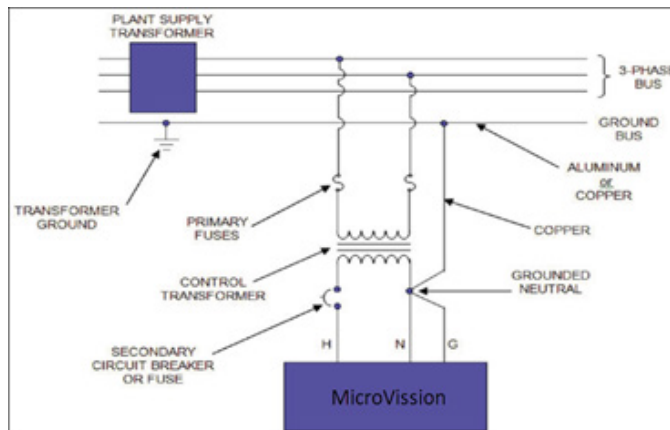 PLANT SUPPLY
TRANSFORMER
3-PHASE
BUS
GROUND
BUS
ALUMINUM
or
COPPER
TRANSFORMER
GROUND
PRIMARY
FUSES
COPPER
CONTROL
TRANSFORMER
GROUNDED
NEUTRAL
SECONDARY
CIRCUIT BREAKER
OR FUSE
H N G
MicroVission